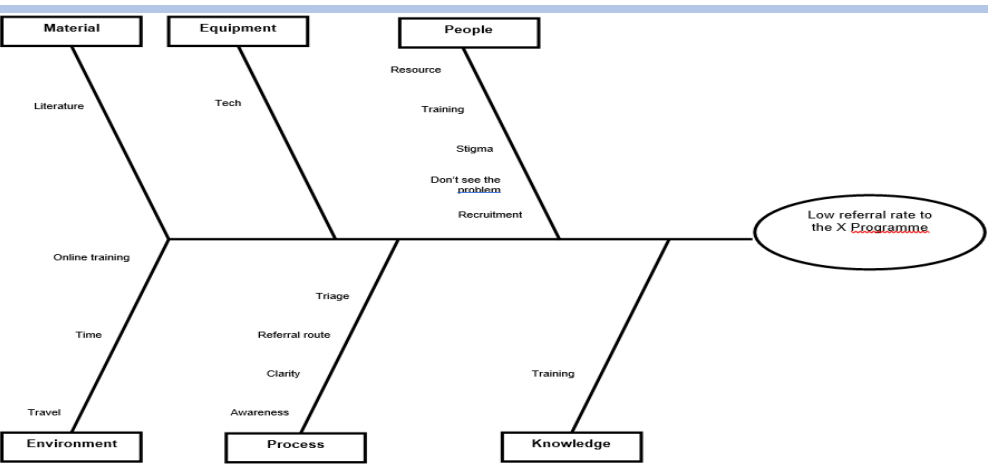 Material
Equipment
People
Resource
Literature
Tech
Training
Stigma
Don't see the
problem
Recruitment
Low referral rate to
the X Programme
Online training
Triage
Time
Referral route
Clarity
Training
Travel
Awareness
Environment
Process
Knowledge